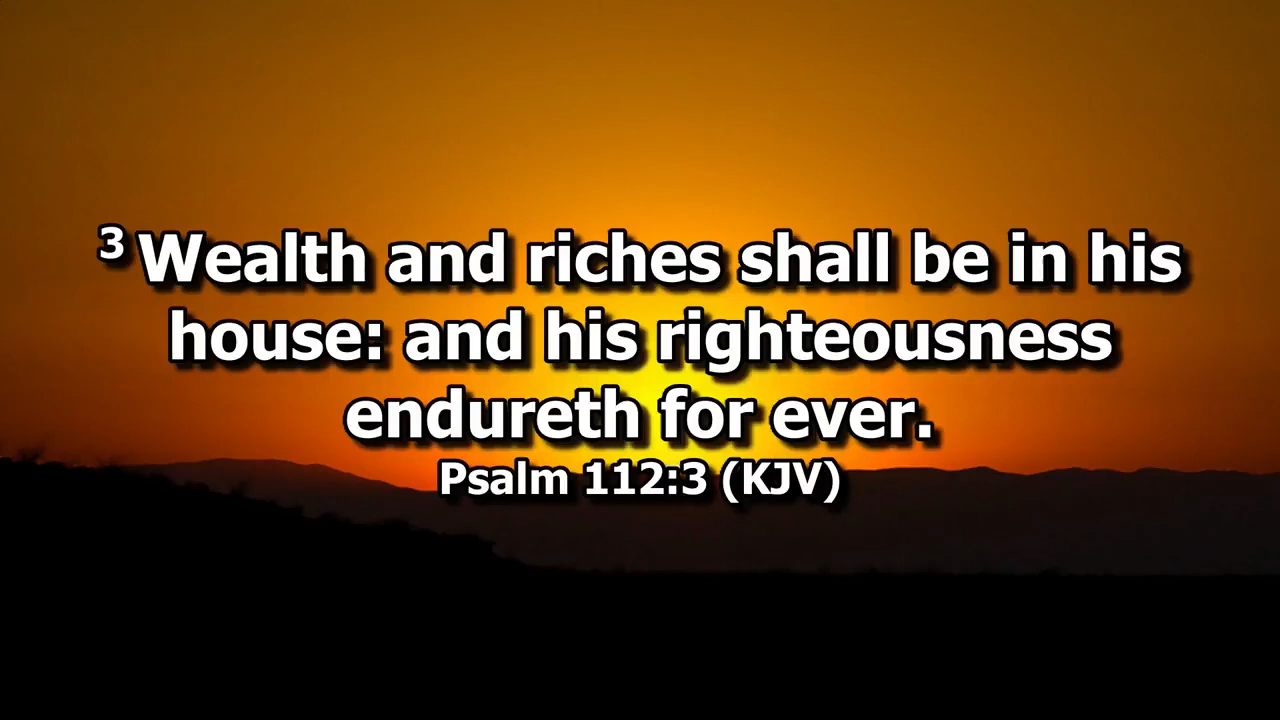 3 Wealth and riches shall be in his
house: and his righteousness
endureth for ever.
Psalm 112:3 (KJV)